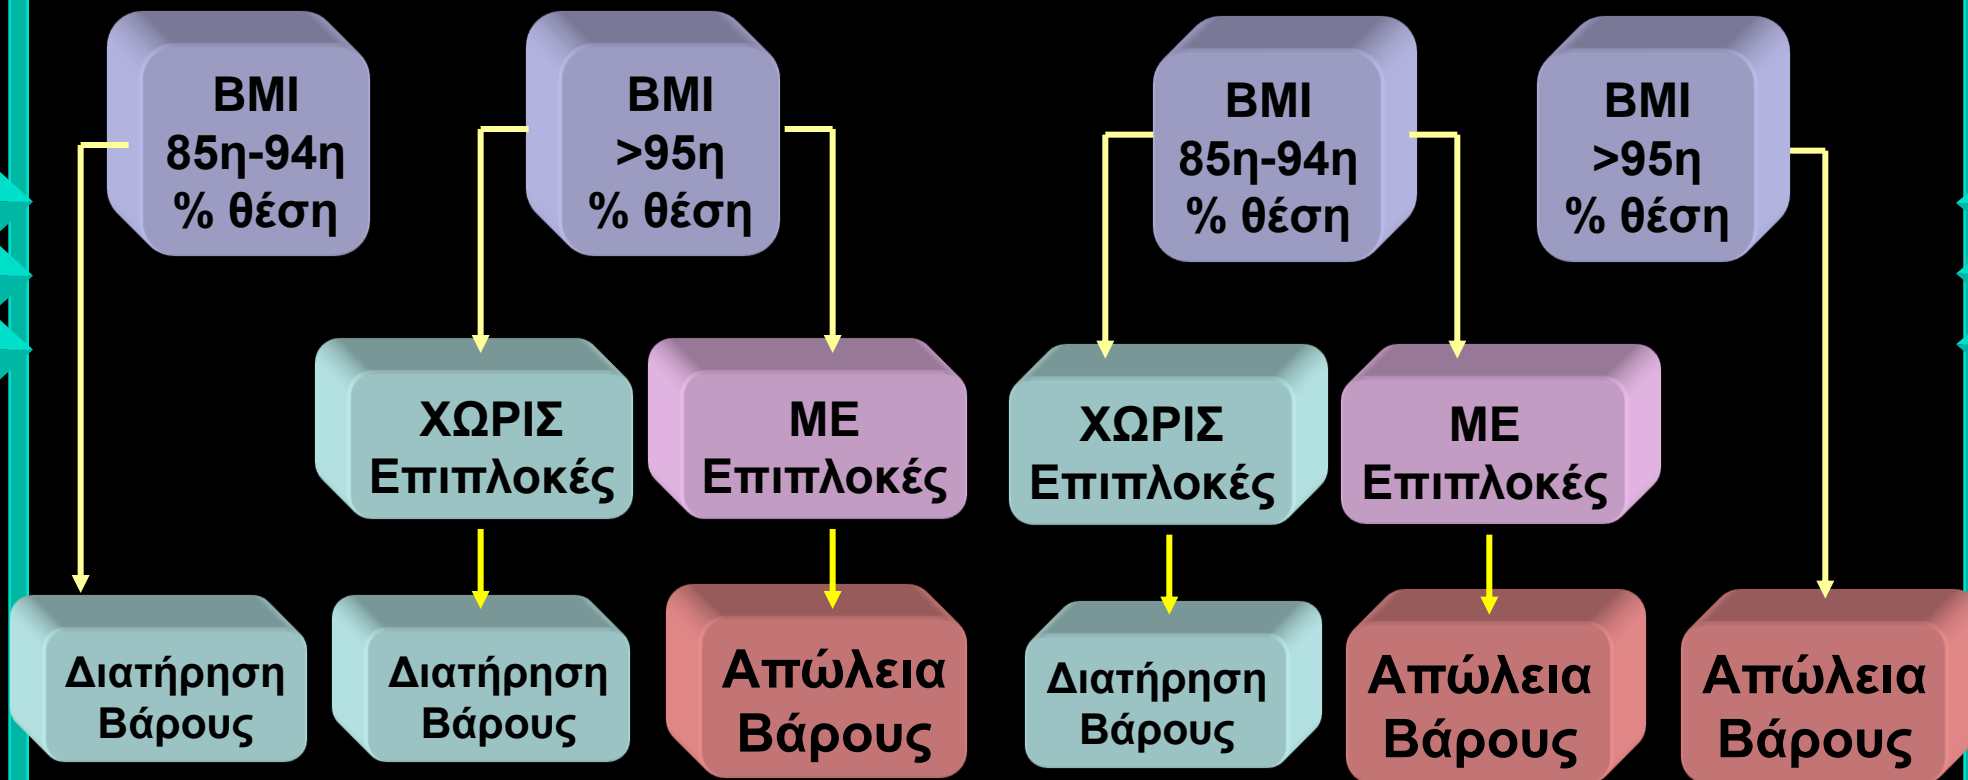 BMI
85η-94η
% θέση
BMI
>95η
% θέση
BMI
85η-94η
% θέση
BMI
>95η
% θέση
ΧΩΡΙΣ
Επιπλοκές
ΜΕ
Επιπλοκές
ΧΩΡΙΣ
Επιπλοκές
ΜΕ
Επιπλοκές
Διατήρηση
Βάρους
Διατήρηση
Βάρους
Απώλεια
Βάρους
Διατήρηση
Βάρους
Απώλεια
Βάρους
Απώλεια
Βάρους